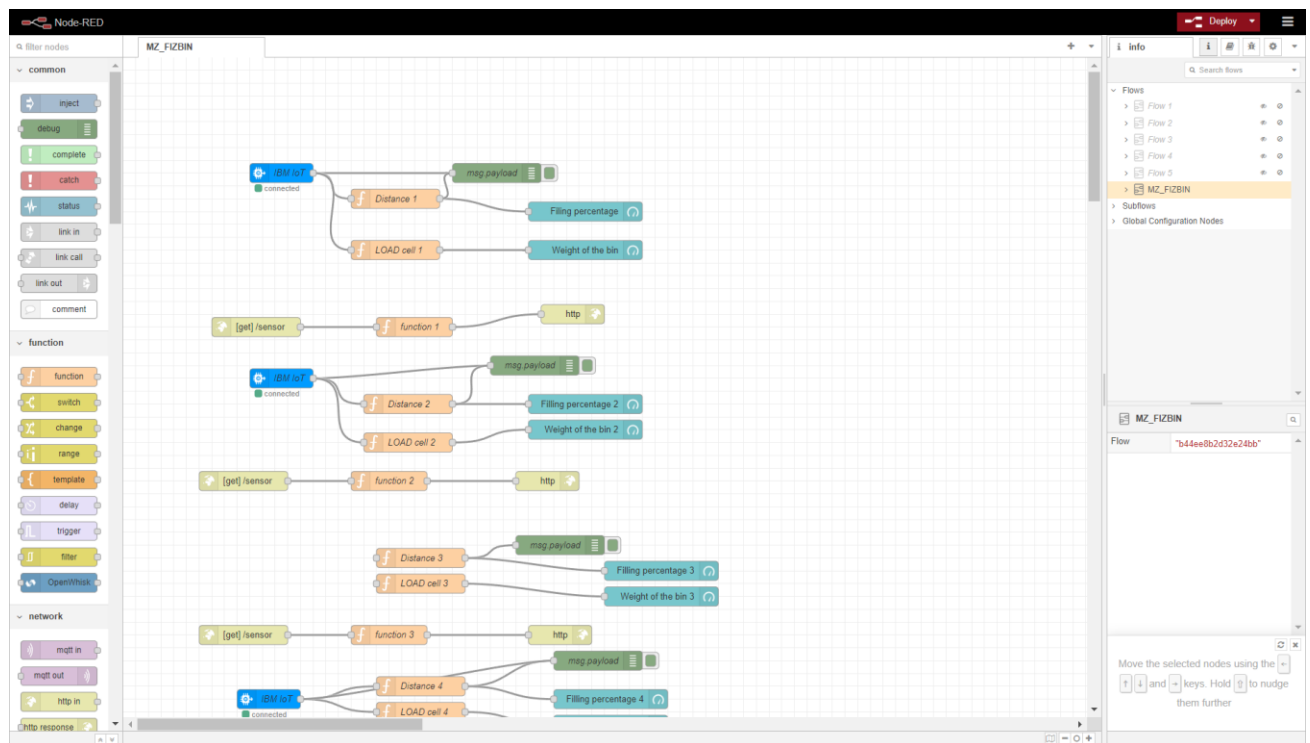 Node-RED
Deploy
filter nodes
MZ_FIZBIN
info
i
Search flows
common
inject
debug
complete
catch
status
link in
link call
link out
comment
function
function
switch
change
range
template
delay
trigger
filter
OpenWhisk
network
mqtt in
mqtt out
http in
http response
IBM IoT
connected
msg.payload
Distance 1
Filling percentage
LOAD cell 1
Weight of the bin
[get] /sensor
function 1
http
IBM IoT
connected
msg.payload
Distance 2
Filling percentage 2
LOAD cell 2
Weight of the bin 2
[get] /sensor
function 2
http
msg.payload
Distance 3
Filling percentage 3
LOAD cell 3
Weight of the bin 3
[get] /sensor
function 3
http
msg.payload
IBM IoT
connected
Distance 4
Filling percentage 4
LOAD cell 4
Flows
Flow 1
Flow 2
Flow 3
Flow 4
Flow 5
MZ_FIZBIN
Subflows
Global Configuration Nodes
MZ_FIZBIN
Flow "b44ee8b2d32e24bb"
Move the selected nodes using the ←
↑ ↓ and → keys. Hold ⇧ to nudge
them further